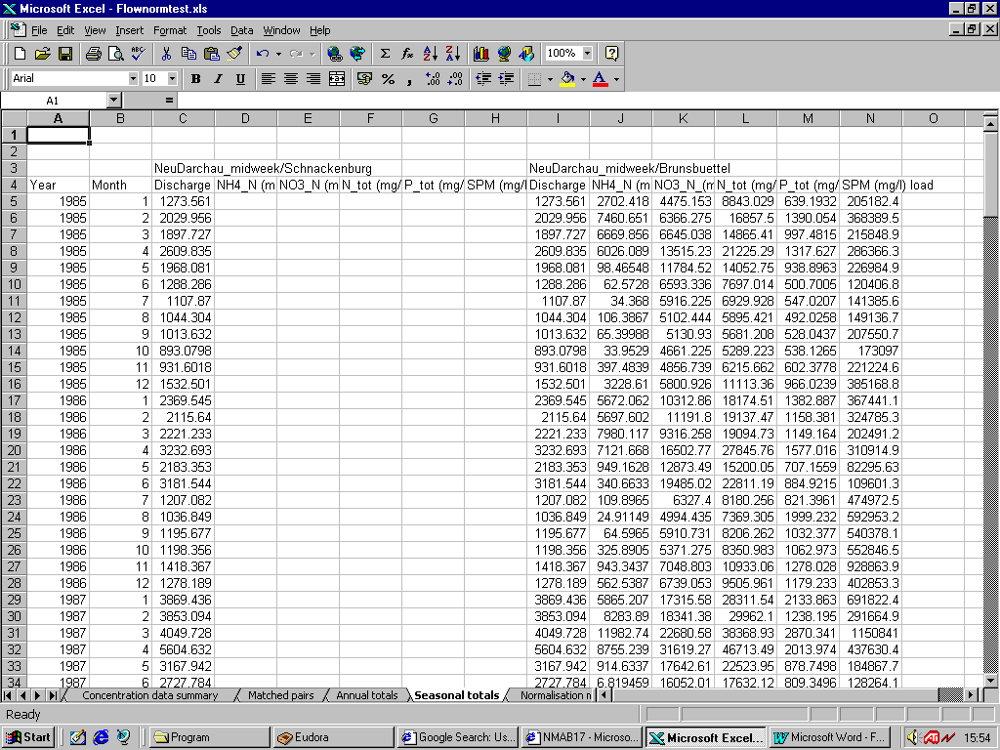 Microsoft Excel - Flownormtest.xls
File Edit View Insert Format Tools Data Window Help
100%
Arial 10 B I U
A1 =
A B C D E F G H I J K L M N O
1
2
3 NeuDarchau_midweek/Schnackenburg NeuDarchau_midweek/Brunsbuettel
4 Year Month Discharge NH4_N (m NO3_N (m N_tot (mg/ P_tot (mg/ SPM (mg/l Discharge NH4_N (m NO3_N_(m N_tot (mg/ P_tot (mg/ SPM (mg/l) load
5 1985 1 1273.561 1273.561 2702.418 4475.153 8843.029 639.1932 205182.4
6 1985 2 2029.956 2029.956 7460.651 6366.275 16857.5 1390.054 368389.5
7 1985 3 1897.727 1897.727 6669.856 6645.038 14865.41 997.4815 215848.9
8 1985 4 2609.835 2609.835 6026.089 13515.23 21225.29 1317.627 286366.3
9 1985 5 1968.081 1968.081 98.46548 11784.52 14052.75 938.8963 226984.9
10 1985 6 1288.286 1288.286 62.5728 6593.336 7697.014 500.7005 120406.8
11 1985 7 1107.87 1107.87 34.368 5916.225 6929.928 547.0207 141385.6
12 1985 8 1044.304 1044.304 106.3867 5102.444 5895.421 492.0258 149136.7
13 1985 9 1013.632 1013.632 65.39988 5130.93 5681.208 528.0437 207550.7
14 1985 10 893.0798 893.0798 33.9529 4661.225 5289.223 538.1265 173097
15 1985 11 931.6018 931.6018 397.4839 4856.739 6215.662 602.3778 221224.6
16 1985 12 1532.501 1532.501 3228.61 5800.926 11113.36 966.0239 385168.8
17 1986 1 2369.545 2369.545 5672.062 10312.86 18174.51 1382.887 367441.1
18 1986 2 2115.64 2115.64 5697.602 11191.8 19137.47 1158.381 324785.3
19 1986 3 2221.233 2221.233 7980.117 9316.258 19094.73 1149.164 202491.2
20 1986 4 3232.693 3232.693 7121.668 16502.77 27845.76 1577.016 310914.9
21 1986 5 2183.353 2183.353 949.1628 12873.49 15200.05 707.1559 82295.63
22 1986 6 3181.544 3181.544 340.6633 19485.02 22811.19 884.9215 109601.3
23 1986 7 1207.082 1207.082 109.8965 6327.4 8180.256 821.3961 474972.5
24 1986 8 1036.849 1036.849 24.91149 4994.435 7369.305 1999.232 592953.2
25 1986 9 1195.677 1195.677 64.5965 5910.731 8206.262 1032.377 540378.1
26 1986 10 1198.356 1198.356 325.8905 5371.275 8350.983 1062.973 552846.5
27 1986 11 1418.367 1418.367 943.3437 7048.803 10933.06 1278.028 928863.9
28 1986 12 1278.189 1278.189 562.5387 6739.053 9505.961 1179.233 402853.3
29 1987 1 3869.436 3869.436 5865.207 17315.58 28311.54 2133.863 691822.4
30 1987 2 3853.094 3853.094 8283.89 18341.38 29962.1 1238.195 291664.9
31 1987 3 4049.728 4049.728 11982.74 22680.58 38368.93 2870.341 1150841
32 1987 4 5604.632 5604.632 8755.239 31619.27 46713.49 2013.974 437630.4
33 1987 5 3167.942 3167.942 914.6337 17642.61 22523.95 878.7498 184867.7
34 1987 6 2727.784 2727.784 6.819459 16052.01 17632.12 809.3496 128264.1
Concentration data summary Matched pairs Annual totals Seasonal totals Normalisation n
Ready
Start Program Eudora Google Search: Us... NMAB17 - Microso... Microsoft Excel... Microsoft Word - F... 15:54